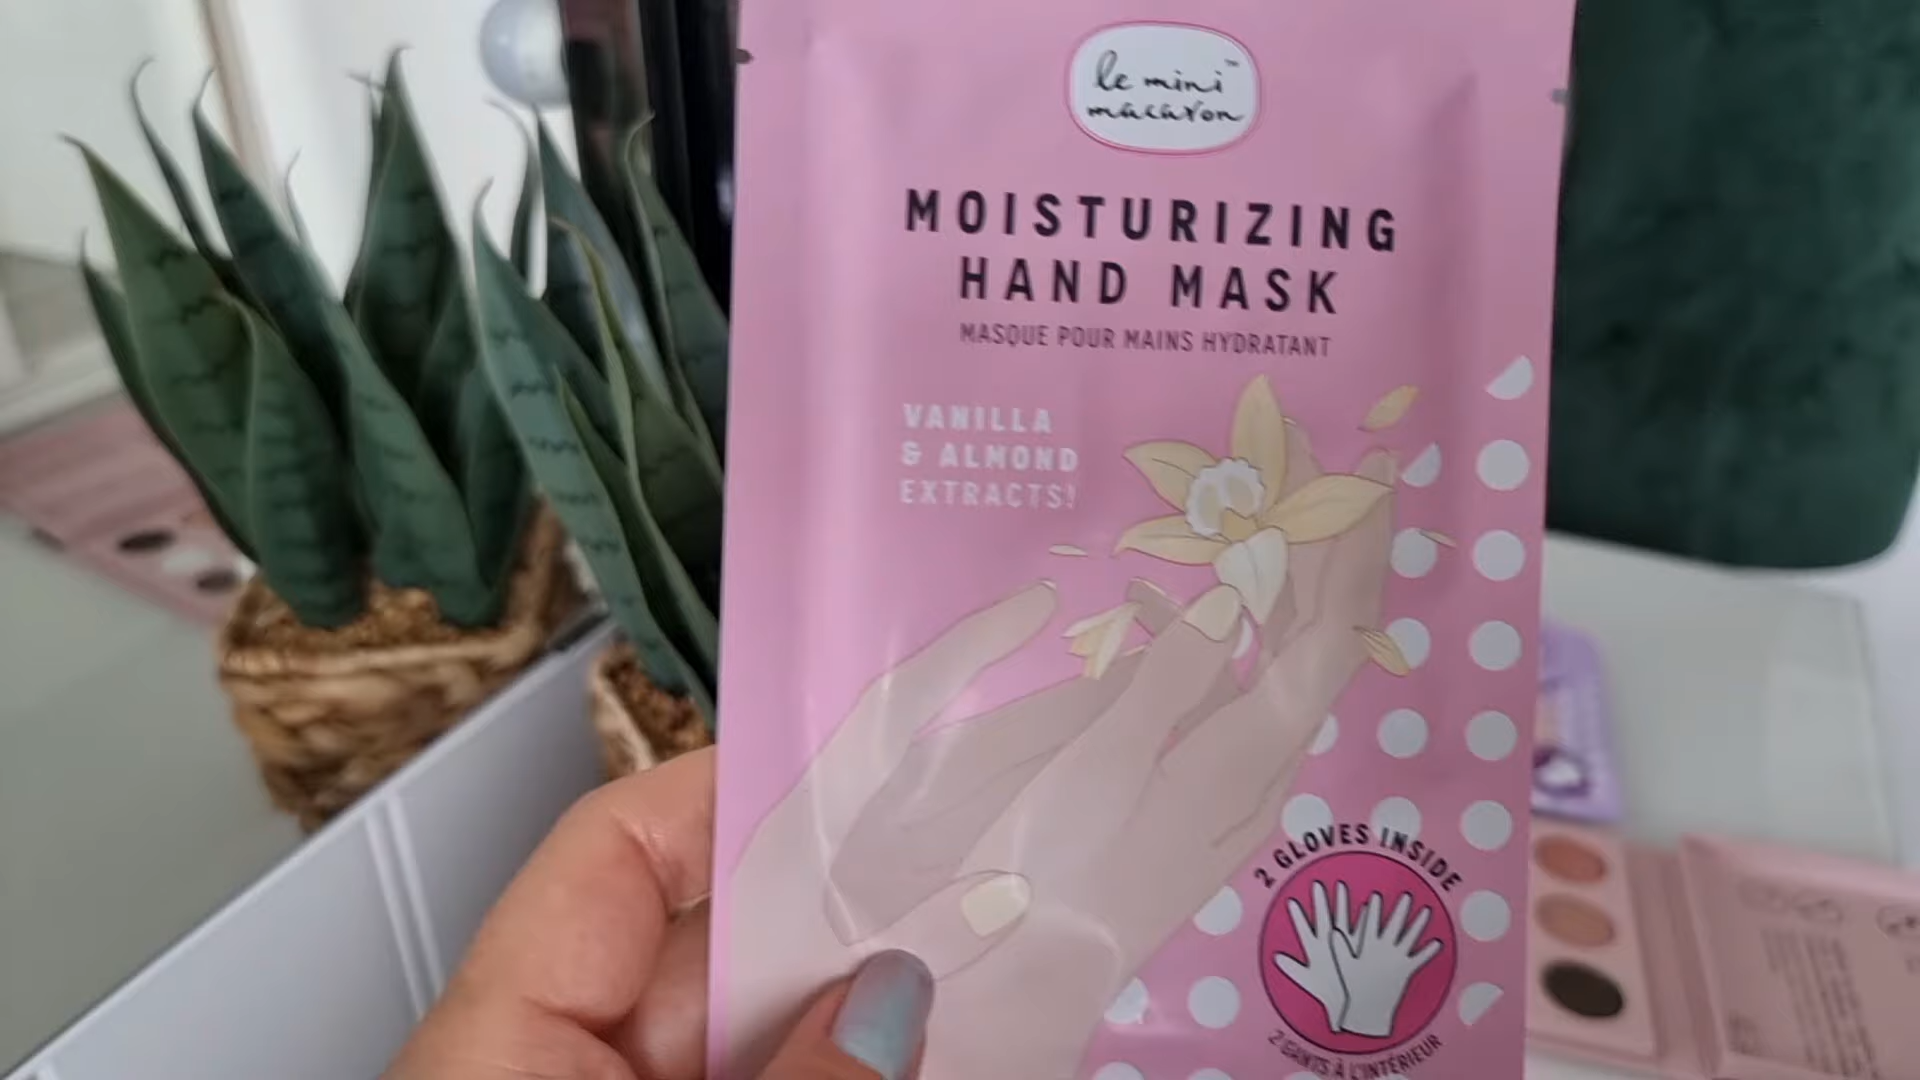 le mini™
macaron
MOISTURIZING
HAND MASK
MASQUE POUR MAINS HYDRATANT
VANILLA
& ALMOND
EXTRACTS!
2 GLOVES INSIDE
2 GANTS À L'INTÉRIEUR